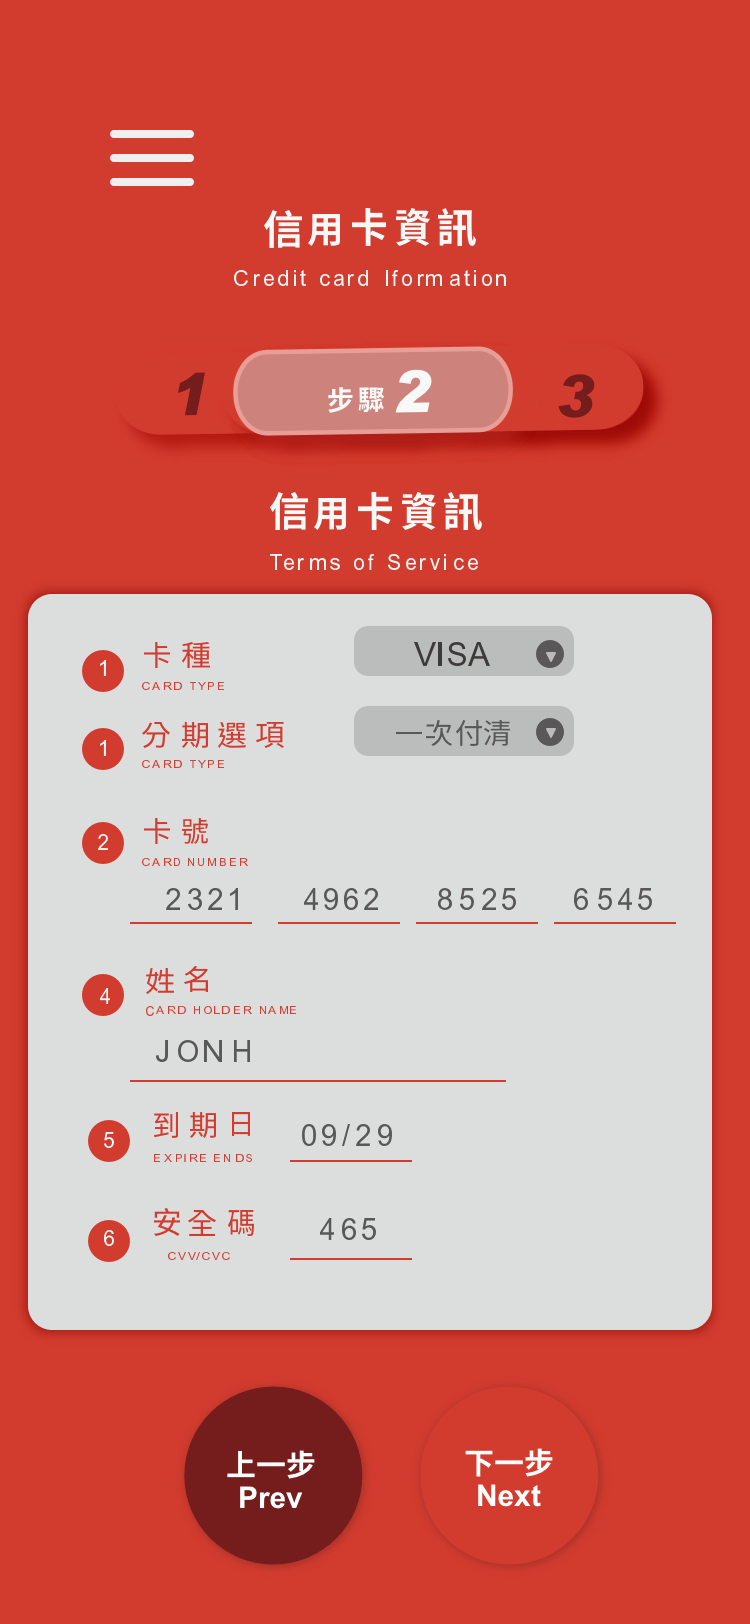 信用卡資訊
Credit card Iformation
1 步驟2 3
信用卡資訊
Terms of Service
1 卡種 VISA
CARD TYPE
1 分期選項 一次付清
CARD TYPE
2 卡號
CARD NUMBER
2321 4962 8525 6545
4 姓名
CARD HOLDER NAME
JONH
5 到期日 09/29
EXPIRE ENDS
6 安全碼 465
CVV/CVC
上一步 下一步
Prev Next